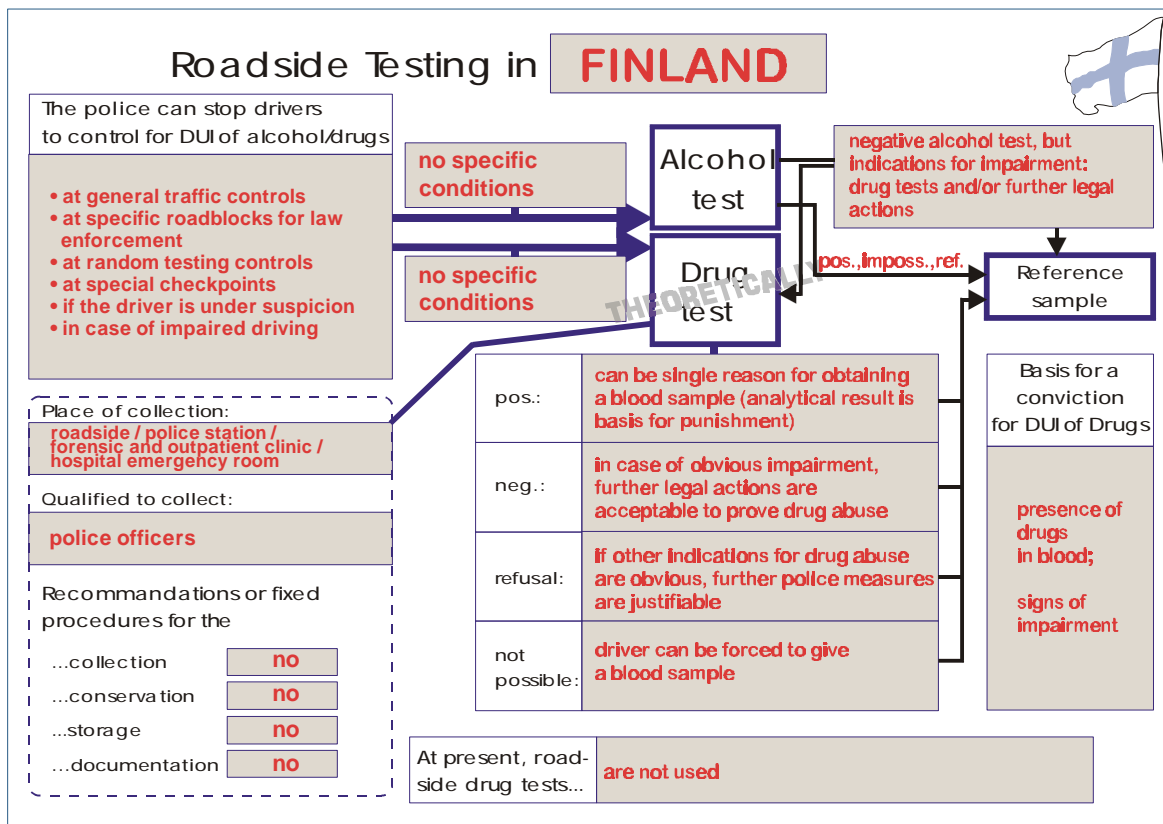 Roadside Testing in FINLAND
The police can stop drivers
to control for DUI of alcohol/drugs
• at general traffic controls
• at specific roadblocks for law
enforcement
• at random testing controls
• at special checkpoints
• if the driver is under suspicion
• in case of impaired driving
no specific
conditions
no specific
conditions
Alcohol
test
Drug
test
THEORETICALLY
negative alcohol test, but
indications for impairment:
drug tests and/or further legal
actions
pos.,imposs.,ref.
Reference
sample
Place of collection:
roadside / police station /
forensic and outpatient clinic /
hospital emergency room
Qualified to collect:
police officers
Recommandations or fixed
procedures for the
...collection no
...conservation no
...storage no
...documentation no
pos.:
can be single reason for obtaining
a blood sample (analytical result is
basis for punishment)
neg.:
in case of obvious impairment,
further legal actions are
acceptable to prove drug abuse
refusal:
if other indications for drug abuse
are obvious, further police measures
are justifiable
not
possible:
driver can be forced to give
a blood sample
Basis for a
conviction
for DUI of Drugs
presence of
drugs
in blood;
signs of
impairment
At present, road-
side drug tests...
are not used